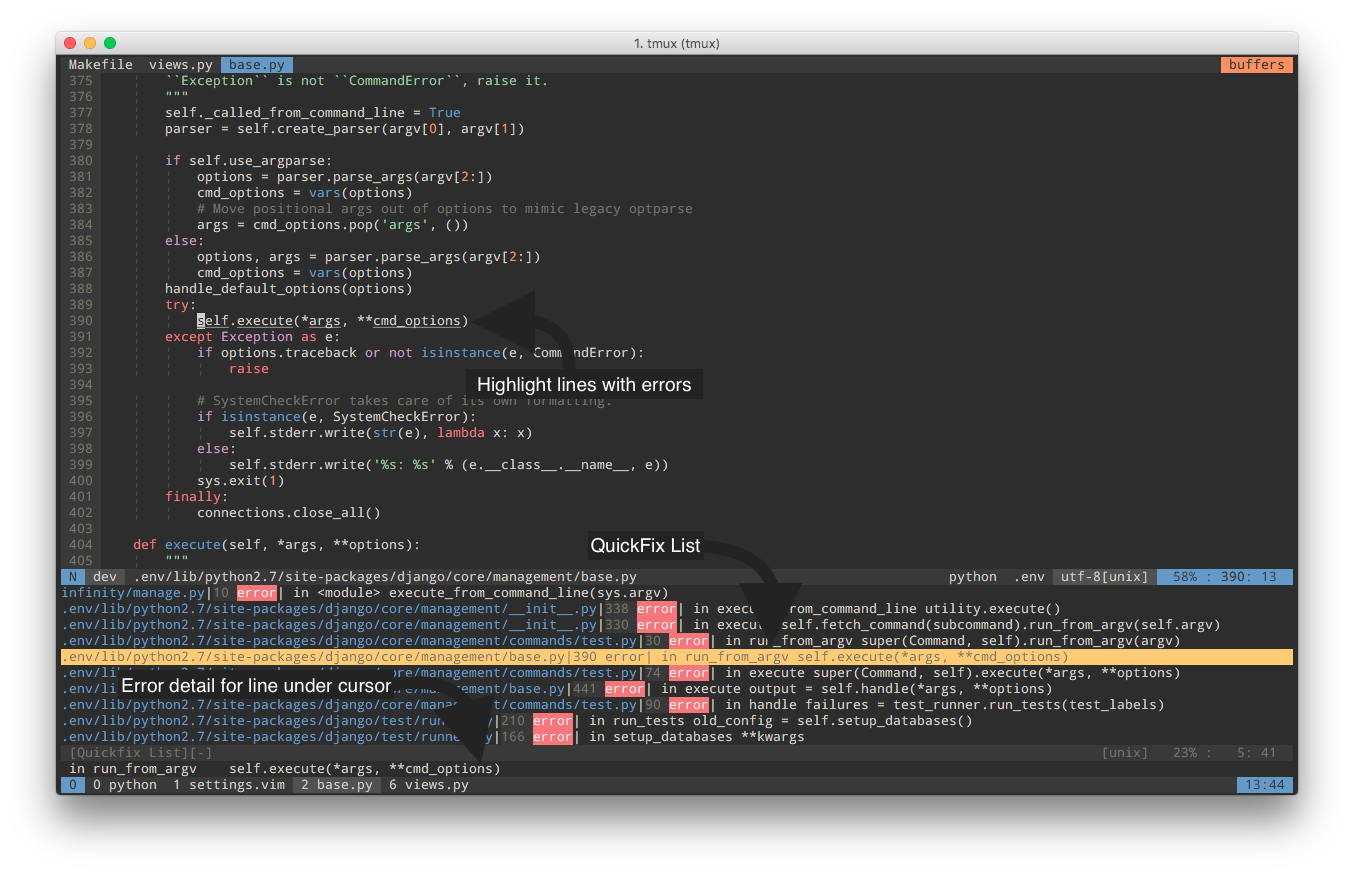 1. tmux (tmux)
Makefile views.py base.py buffers
375 ``Exception`` is not ``CommandError``, raise it.
376 """
377 self._called_from_command_line = True
378 parser = self.create_parser(argv[0], argv[1])
379
380 if self.use_argparse:
381 options = parser.parse_args(argv[2:])
382 cmd_options = vars(options)
383 # Move positional args out of options to mimic legacy optparse
384 args = cmd_options.pop('args', ())
385 else:
386 options, args = parser.parse_args(argv[2:])
387 cmd_options = vars(options)
388 handle_default_options(options)
389 try:
390 self.execute(*args, **cmd_options)
391 except Exception as e:
392 if options.traceback or not isinstance(e, CommandError):
393 raise
Highlight lines with errors
394
395 # SystemCheckError takes care of its own formatting.
396 if isinstance(e, SystemCheckError):
397 self.stderr.write(str(e), lambda x: x)
398 else:
399 self.stderr.write('%s: %s' % (e.__class__.__name__, e))
400 sys.exit(1)
401 finally:
402 connections.close_all()
403
404 def execute(self, *args, **options):
QuickFix List
405 """
N dev .env/lib/python2.7/site-packages/django/core/management/base.py python .env utf-8[unix] 58% : 390: 13
infinity/manage.py|10 error| in <module> execute_from_command_line(sys.argv)
.env/lib/python2.7/site-packages/django/core/management/__init__.py|338 error| in execu from_command_line utility.execute()
.env/lib/python2.7/site-packages/django/core/management/__init__.py|330 error| in execute self.fetch_command(subcommand).run_from_argv(self.argv)
.env/lib/python2.7/site-packages/django/core/management/commands/test.py|30 error| in run_from_argv super(Command, self).run_from_argv(argv)
.env/lib/python2.7/site-packages/django/core/management/base.py|390 error| in run_from_argv self.execute(*args, **cmd_options)
.env/lib/python2.7/site-packages/django/core/management/commands/test.py|74 error| in execute super(Command, self).execute(*args, **options)
Error detail for line under cursor
.env/li agement/base.py|441 error| in execute output = self.handle(*args, **options)
.env/lib/python2.7/site-packages/django/core/mana t/commands/test.py|90 error| in handle failures = test_runner.run_tests(test_labels)
.env/lib/python2.7/site-packages/django/test/run y|210 error| in run_tests old_config = self.setup_databases()
.env/lib/python2.7/site-packages/django/test/runne y|166 error| in setup_databases **kwargs
[Quickfix List][-] [unix] 23% : 5: 41
in run_from_argv self.execute(*args, **cmd_options)
0 0 python 1 settings.vim 2 base.py 6 views.py 13:44